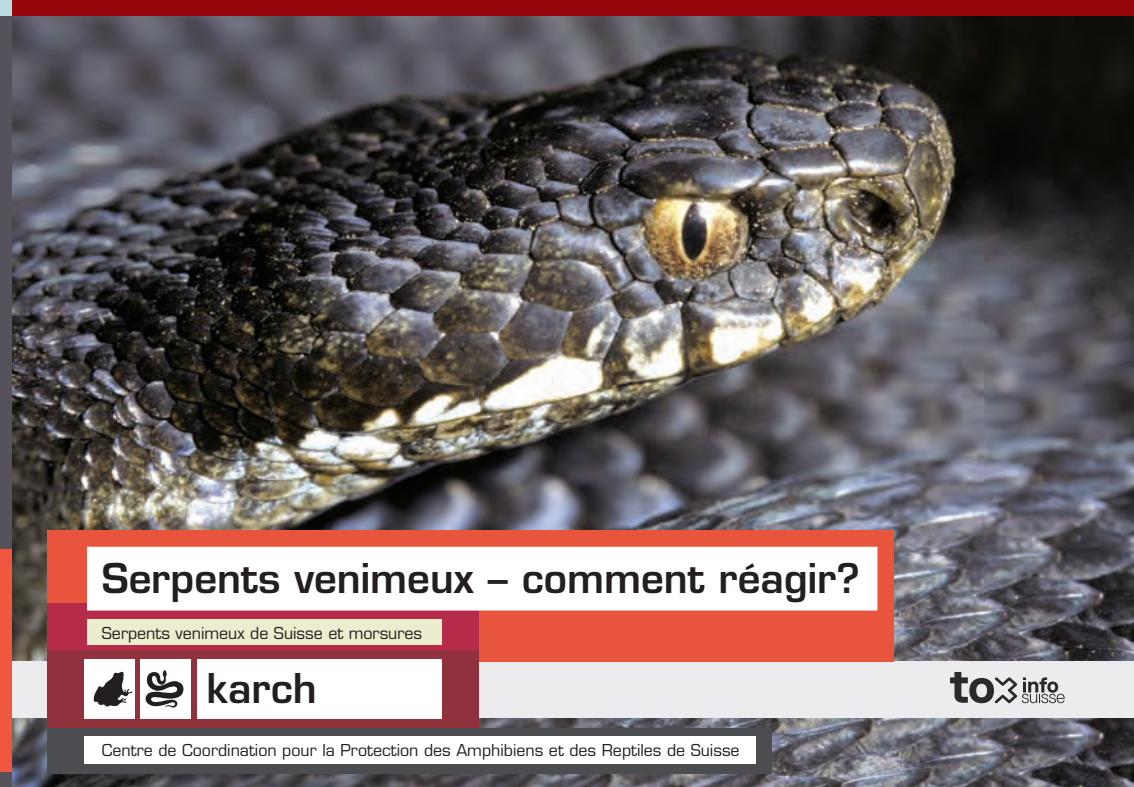 Serpents venimeux – comment réagir?
Serpents venimeux de Suisse et morsures
karch
tox info suisse
Centre de Coordination pour la Protection des Amphibiens et des Reptiles de Suisse